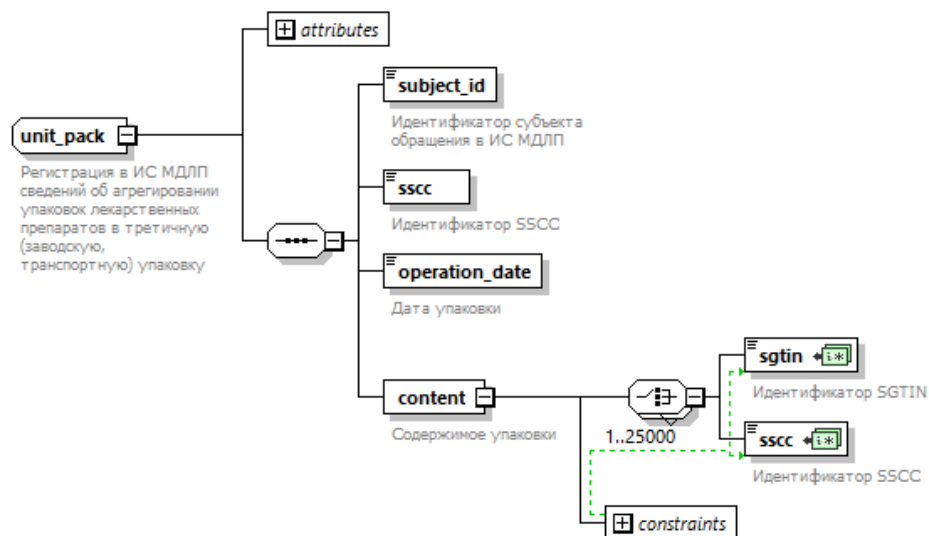 attributes
subject_id
Идентификатор субъекта
обращения в ИС МДЛП
unit_pack
Регистрация в ИС МДЛП
сведений об агрегировании
упаковок лекарственных
препаратов в третичную
(заводскую,
транспортную) упаковку
sscc
Идентификатор SSCC
operation_date
Дата упаковки
content
Содержимое упаковки
1..25000
sgtin
Идентификатор SGTIN
sscc
Идентификатор SSCC
constraints